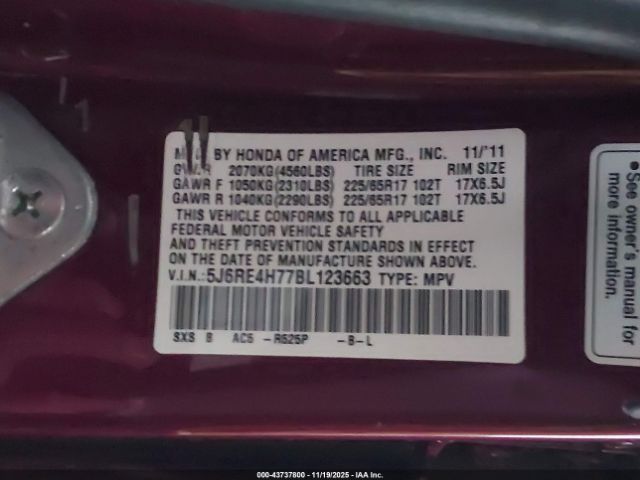 BY HONDA OF AMERICA MFG., INC. 11/'11
GVWR 2070KG(4560LBS) TIRE SIZE RIM SIZE
GAWR F 1050KG(2310LBS) 225/65R17 102T 17X6.5J
GAWR R 1040KG(2290LBS) 225/65R17 102T 17X6.5J
THIS VEHICLE CONFORMS TO ALL APPLICABLE
FEDERAL MOTOR VEHICLE SAFETY
AND THEFT PREVENTION STANDARDS IN EFFECT
ON THE DATE OF MANUFACTURE SHOWN ABOVE.
V.I.N.:5J6RE4H77BL123663 TYPE: MPV
SXS B AC5 -R525P -B-L
See owner's manual for
more information.
000-43737800 - 11/19/2025 - IAA Inc.